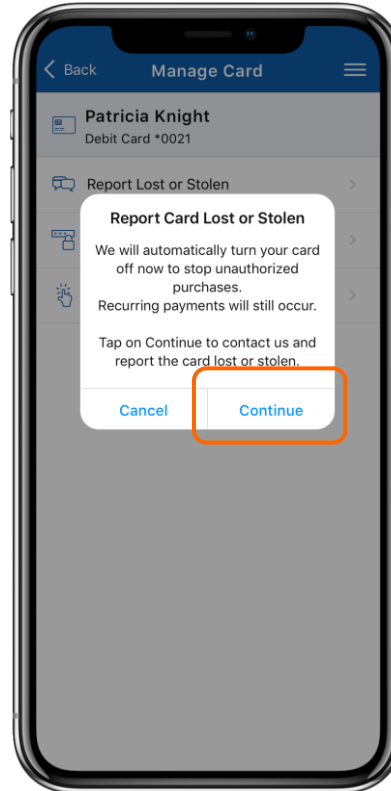 Back
Manage Card
Patricia Knight
Debit Card *0021
Report Lost or Stolen
Report Card Lost or Stolen
We will automatically turn your card
off now to stop unauthorized
purchases.
Recurring payments will still occur.
Tap on Continue to contact us and
report the card lost or stolen.
Cancel
Continue